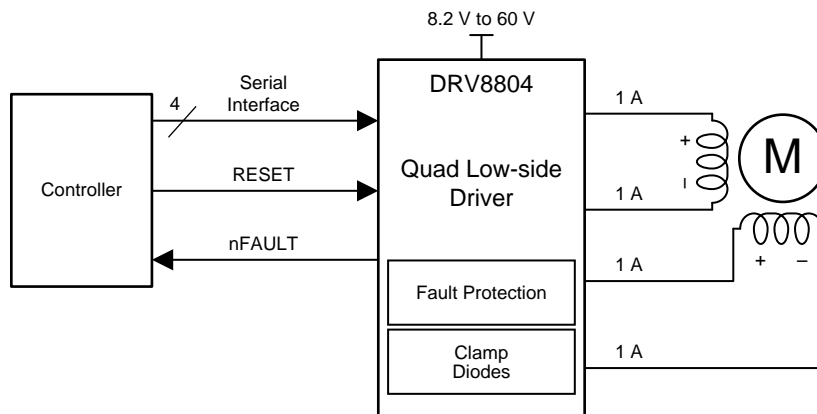 8.2 V to 60 V
DRV8804
Quad Low-side
Driver
Controller
4
Serial
Interface
RESET
nFAULT
Fault Protection
Clamp
Diodes
1 A
1 A
1 A
1 A
+
–
M
+
–